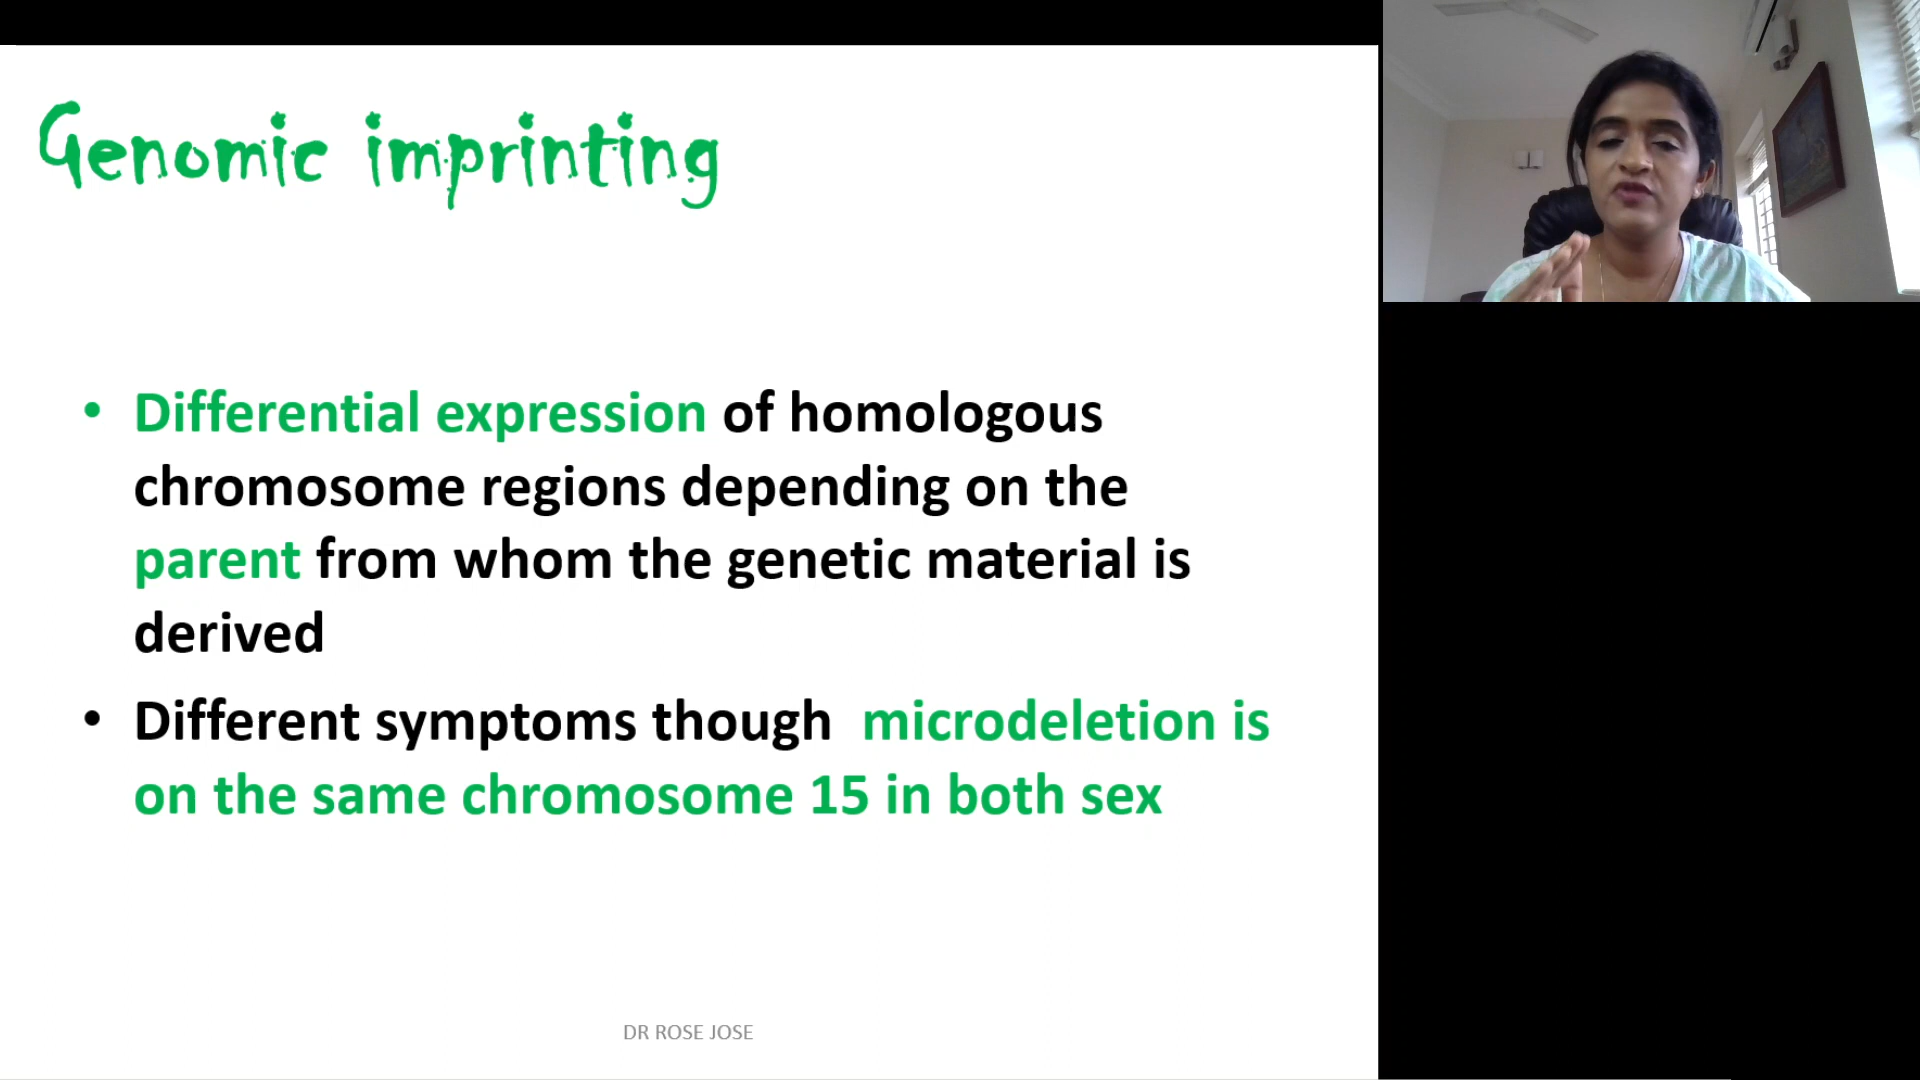 Genomic imprinting
• Differential expression of homologous
chromosome regions depending on the
parent from whom the genetic material is
derived
• Different symptoms though microdeletion is
on the same chromosome 15 in both sex
DR ROSE JOSE